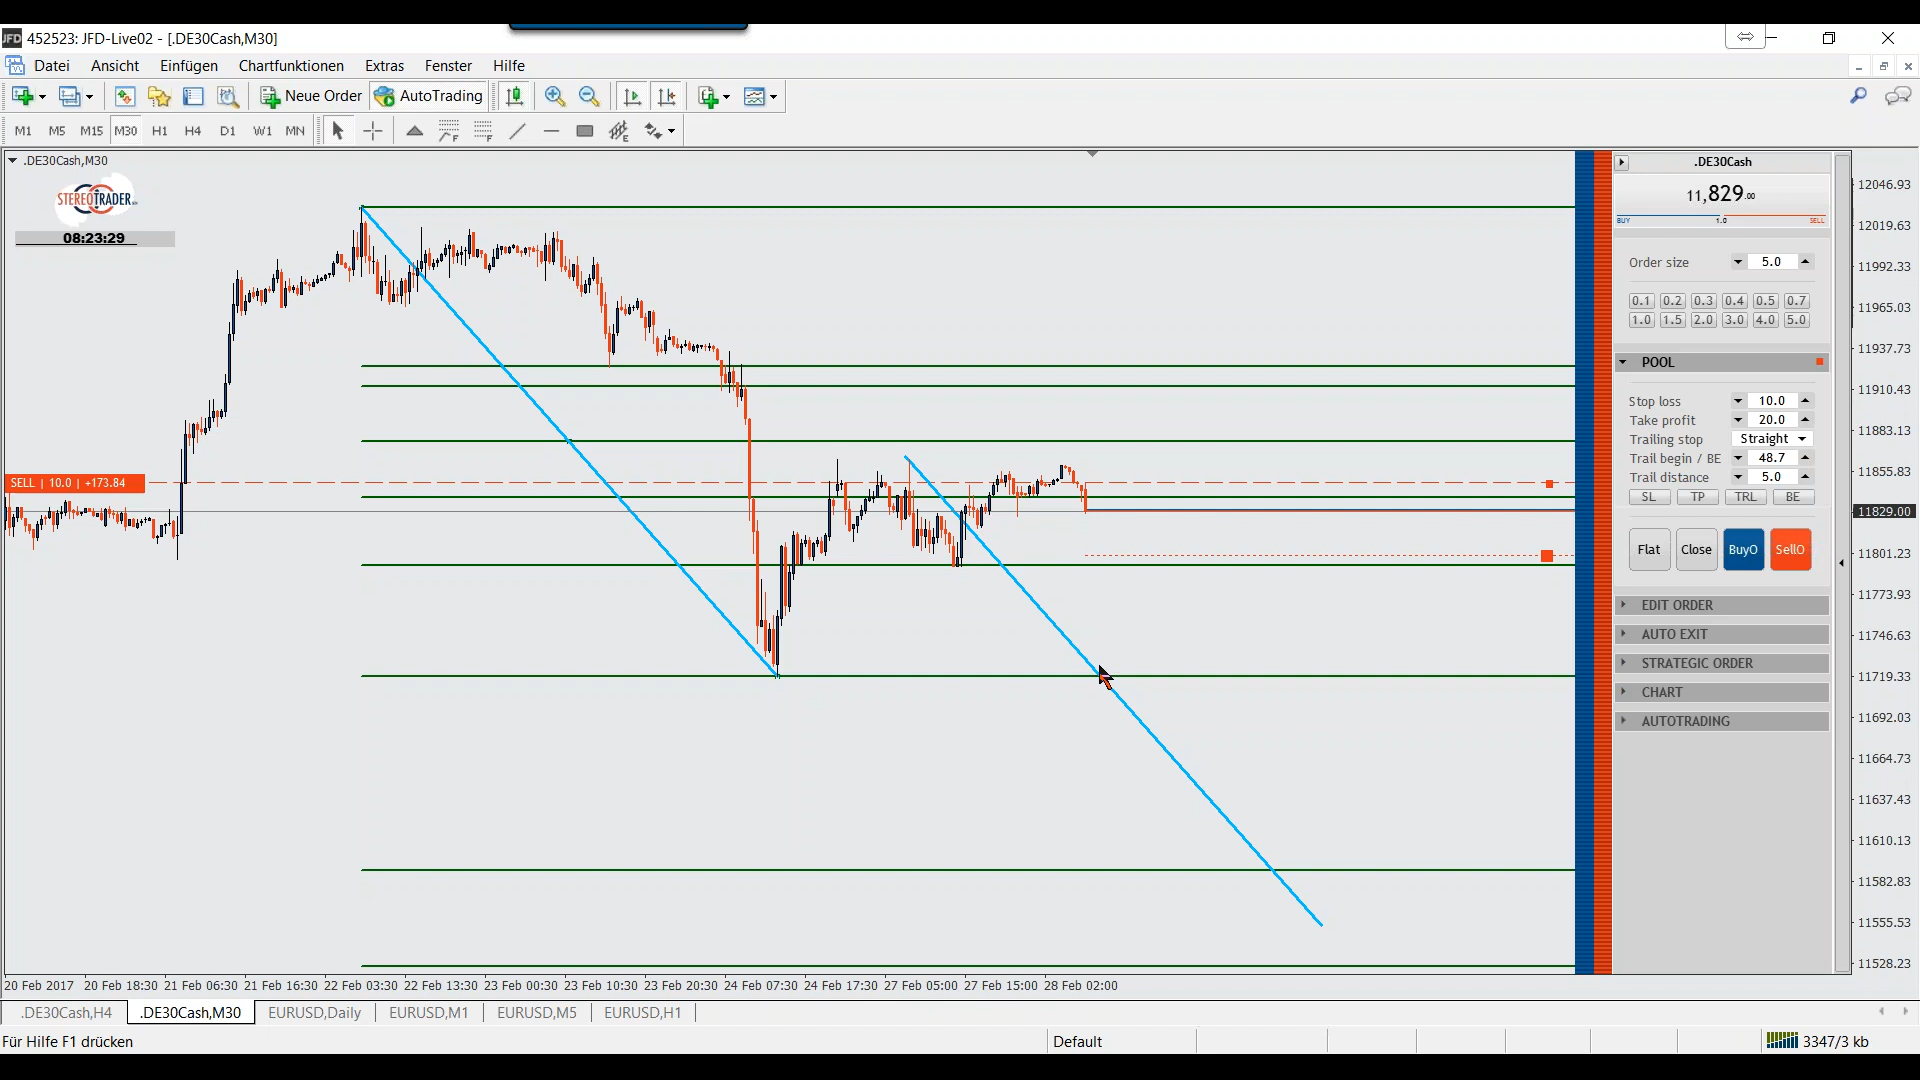 JFD 452523: JFD-Live02 - [.DE30Cash,M30]
Datei Ansicht Einfügen Chartfunktionen Extras Fenster Hilfe
Neue Order AutoTrading
M1 M5 M15 M30 H1 H4 D1 W1 MN
.DE30Cash,M30
STEREOTRADER
08:23:29
SELL | 10.0 | +173.84
.DE30Cash
11,829.00
BUY 1.0 SELL
Order size 5.0
0.1 0.2 0.3 0.4 0.5 0.7
1.0 1.5 2.0 3.0 4.0 5.0
POOL
Stop loss 10.0
Take profit 20.0
Trailing stop Straight
Trail begin / BE 48.7
Trail distance 5.0
SL TP TRL BE
Flat Close BuyO SellO
EDIT ORDER
AUTO EXIT
STRATEGIC ORDER
CHART
AUTOTRADING
12046.93
12019.63
11992.33
11965.03
11937.73
11910.43
11883.13
11855.83
11829.00
11801.23
11773.93
11746.63
11719.33
11692.03
11664.73
11637.43
11610.13
11582.83
11555.53
11528.23
20 Feb 2017 20 Feb 18:30 21 Feb 06:30 21 Feb 16:30 22 Feb 03:30 22 Feb 13:30 23 Feb 00:30 23 Feb 10:30 23 Feb 20:30 24 Feb 07:30 24 Feb 17:30 27 Feb 05:00 27 Feb 15:00 28 Feb 02:00
.DE30Cash,H4 .DE30Cash,M30 EURUSD,Daily EURUSD,M1 EURUSD,M5 EURUSD,H1
Für Hilfe F1 drücken Default 3347/3 kb